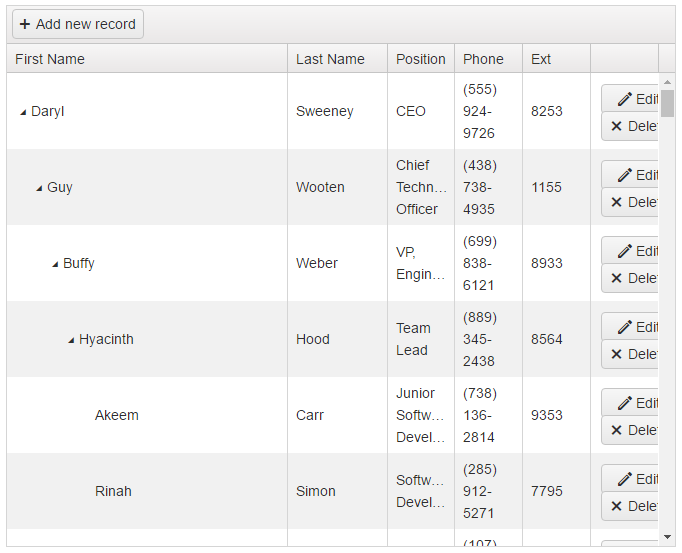 Add new record
First Name Last Name Position Phone Ext
Daryl Sweeney CEO (555) 924-9726 8253 Edit Delet
Guy Wooten Chief Techn... Officer (438) 738-4935 1155 Edit Delet
Buffy Weber VP, Engin... (699) 838-6121 8933 Edit Delet
Hyacinth Hood Team Lead (889) 345-2438 8564 Edit Delet
Akeem Carr Junior Softw... Devel... (738) 136-2814 9353 Edit Delet
Rinah Simon Softw... Devel... (285) 912-5271 7795 Edit Delet
(107)